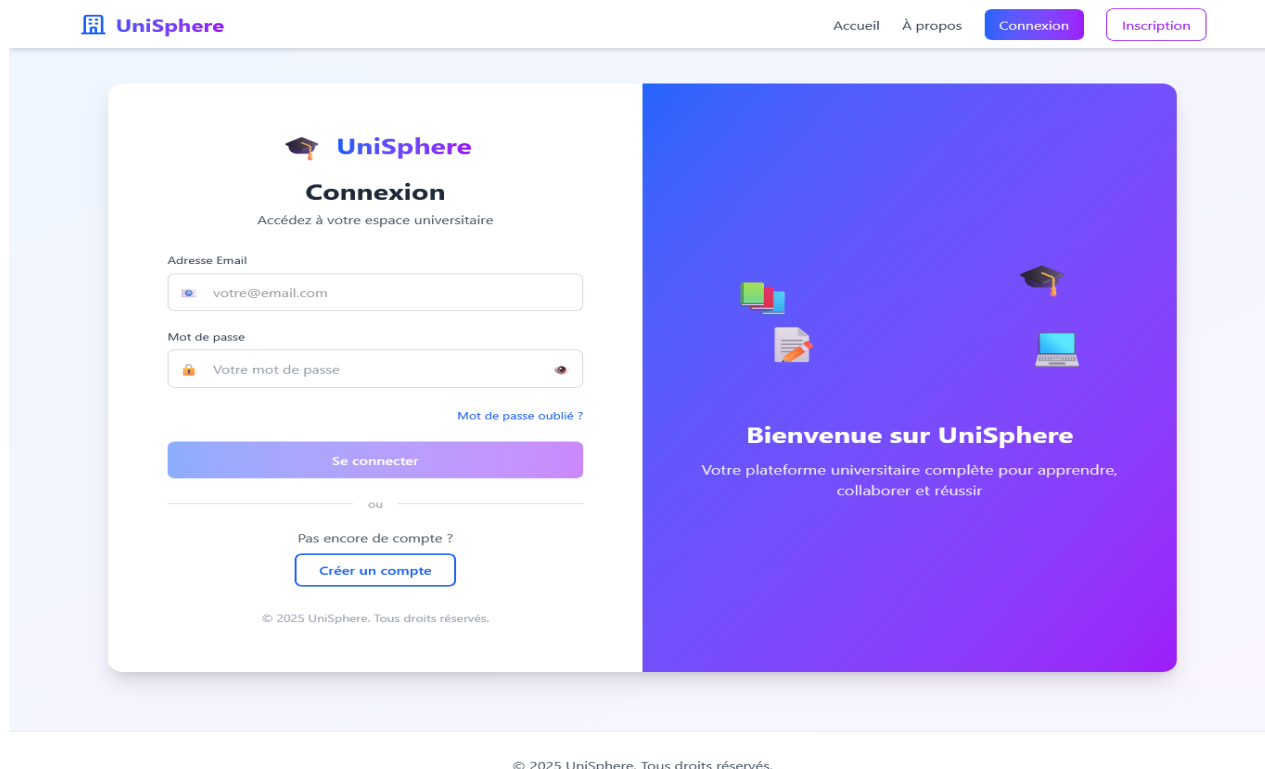 UniSphere
Accueil
À propos
Connexion
Inscription
UniSphere
Connexion
Accédez à votre espace universitaire
Adresse Email
votre@email.com
Mot de passe
Votre mot de passe
Mot de passe oublié ?
Se connecter
ou
Pas encore de compte ?
Créer un compte
© 2025 UniSphere. Tous droits réservés.
Bienvenue sur UniSphere
Votre plateforme universitaire complète pour apprendre,
collaborer et réussir
© 2025 UniSphere. Tous droits réservés.